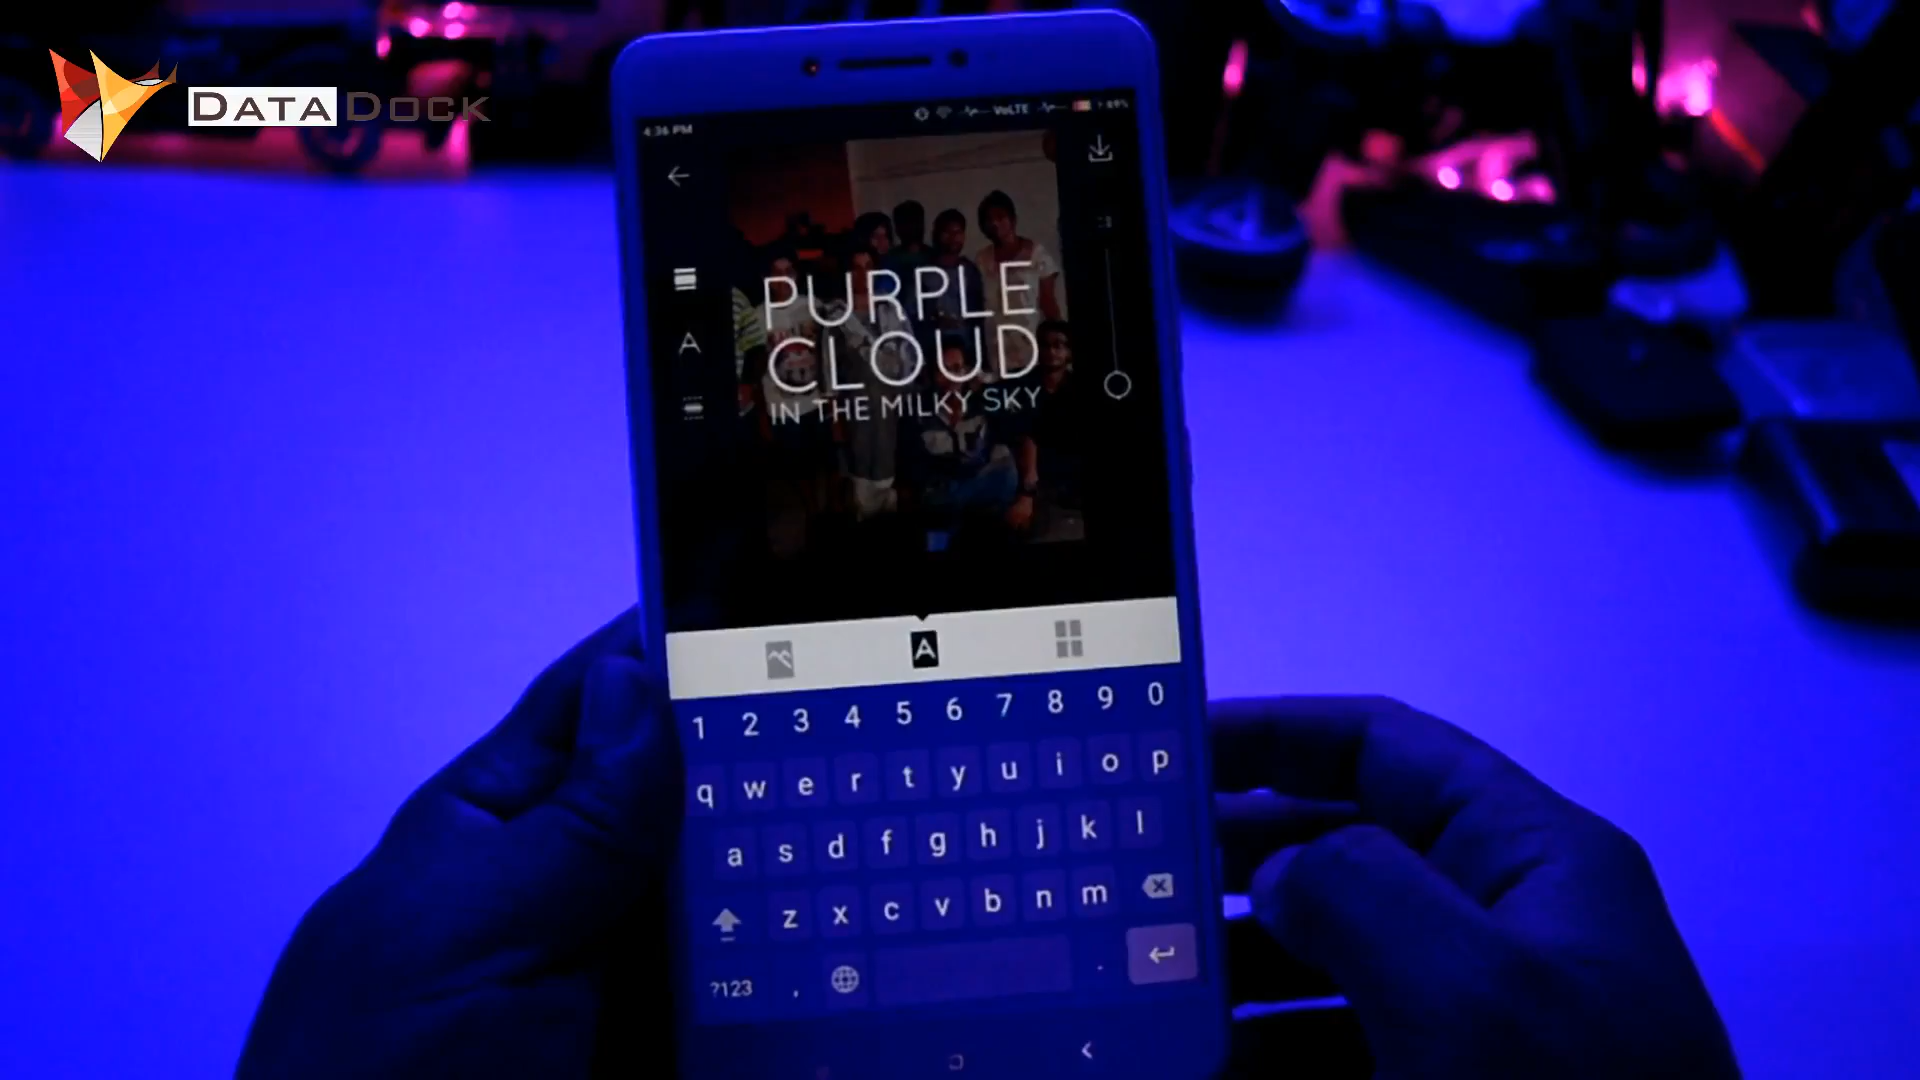 DATA DOCK
4:36 PM
VoLTE
PURPLE
CLOUD
IN THE MILKY SKY
A
A
1 2 3 4 5 6 7 8 9 0
q w e r t y u i o p
a s d f g h j k l
z x c v b n m
?123 , .